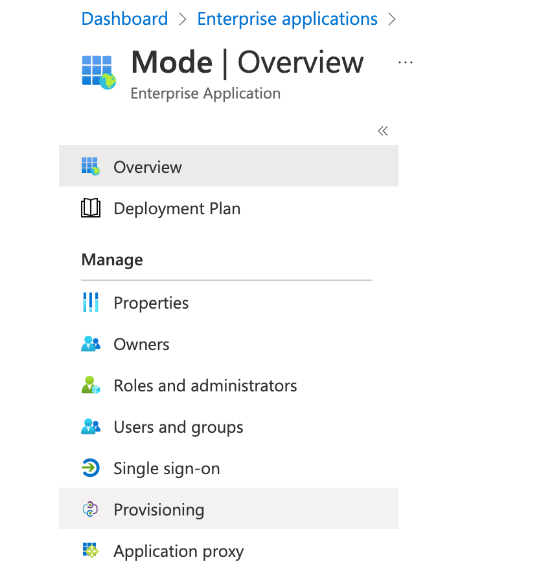 Dashboard > Enterprise applications >
Mode | Overview ...
Enterprise Application
«
Overview
Deployment Plan
Manage
Properties
Owners
Roles and administrators
Users and groups
Single sign-on
Provisioning
Application proxy